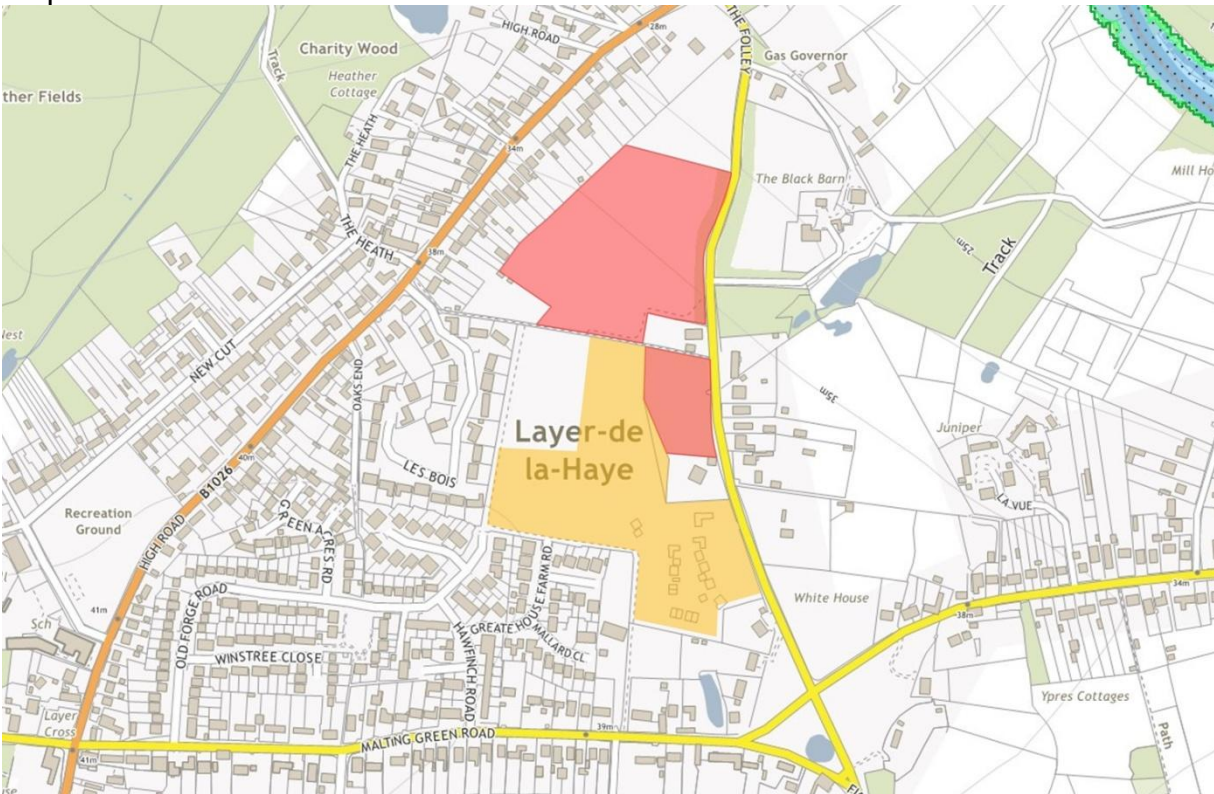 HIGH ROAD
28m
THE FOLLEY
Charity Wood
Track
Gas Governor
Heather
Cottage
ther Fields
THE HEATH
34m
The Black Barn
Mill Ho
THE HEATH
38m
25m
Track
NEW CUT
OAKS END
35m
Layer-de
la-Haye
Juniper
LES BOIS
40m
B1026
LA VUE
Recreation
Ground
GREEN ACRES RD
HIGH ROAD
34m
OLD FORGE ROAD
GREATE HOUSE FARM RD
White House
41m
38m
Sch
MALLARD CL
WINSTREE CLOSE
HAWFINCH ROAD
Ypres Cottages
Layer
Cross
39m
Path
MALTING GREEN ROAD
41m